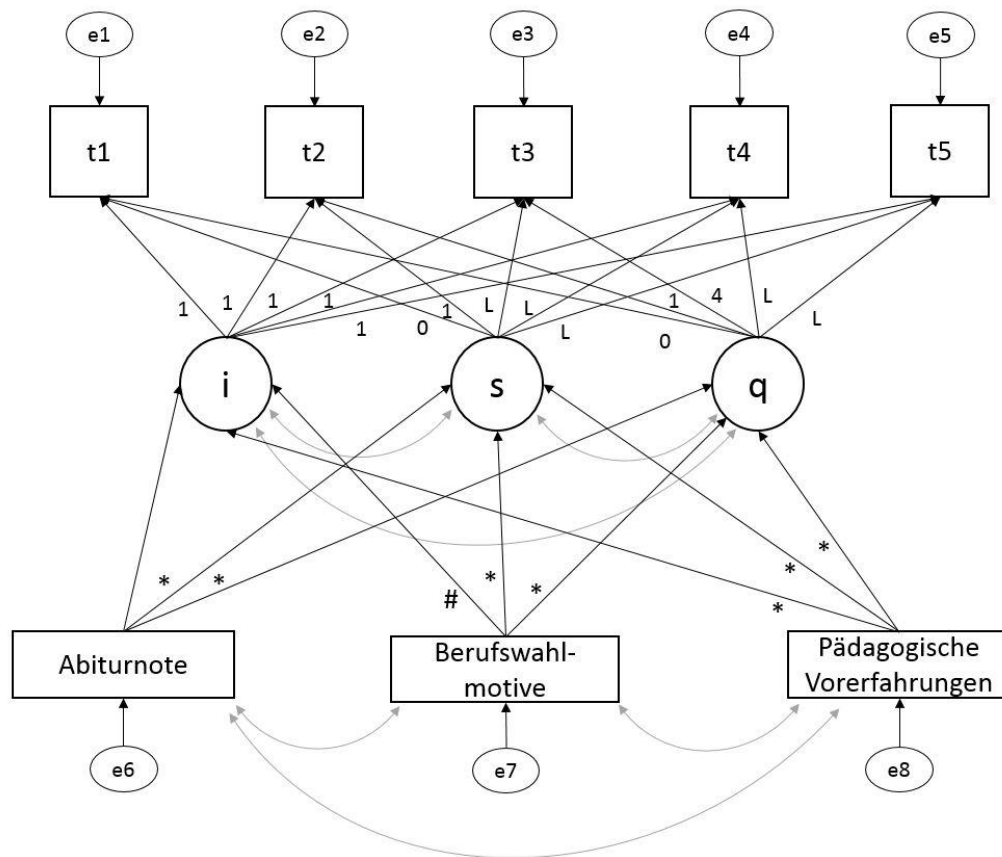 e1 e2 e3 e4 e5
t1 t2 t3 t4 t5
1 1 1 1 1 0 1 L L L 0 1 4 L L
i s q
* * # * * * * *
Abiturnote
Berufswahl-
motive
Pädagogische
Vorerfahrungen
e6 e7 e8